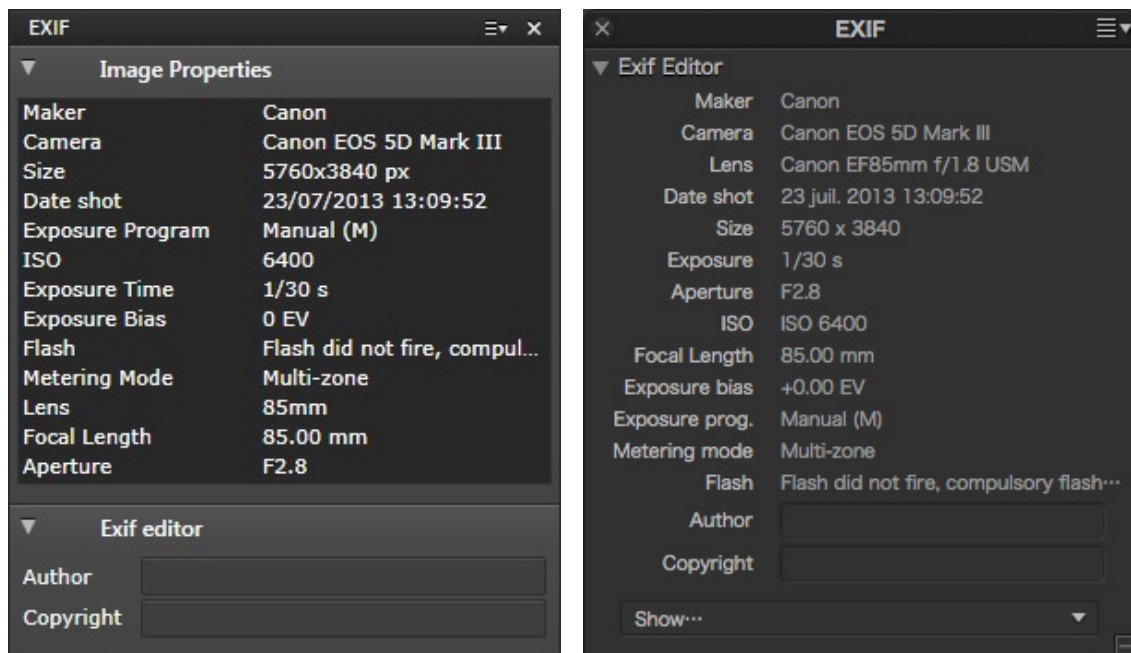 EXIF
Image Properties
Maker Canon
Camera Canon EOS 5D Mark III
Size 5760x3840 px
Date shot 23/07/2013 13:09:52
Exposure Program Manual (M)
ISO 6400
Exposure Time 1/30 s
Exposure Bias 0 EV
Flash Flash did not fire, compul...
Metering Mode Multi-zone
Lens 85mm
Focal Length 85.00 mm
Aperture F2.8
Exif editor
Author
Copyright
EXIF
Exif Editor
Maker Canon
Camera Canon EOS 5D Mark III
Lens Canon EF85mm f/1.8 USM
Date shot 23 juil. 2013 13:09:52
Size 5760 x 3840
Exposure 1/30 s
Aperture F2.8
ISO ISO 6400
Focal Length 85.00 mm
Exposure bias +0.00 EV
Exposure prog. Manual (M)
Metering mode Multi-zone
Flash Flash did not fire, compulsory flash···
Author
Copyright
Show···